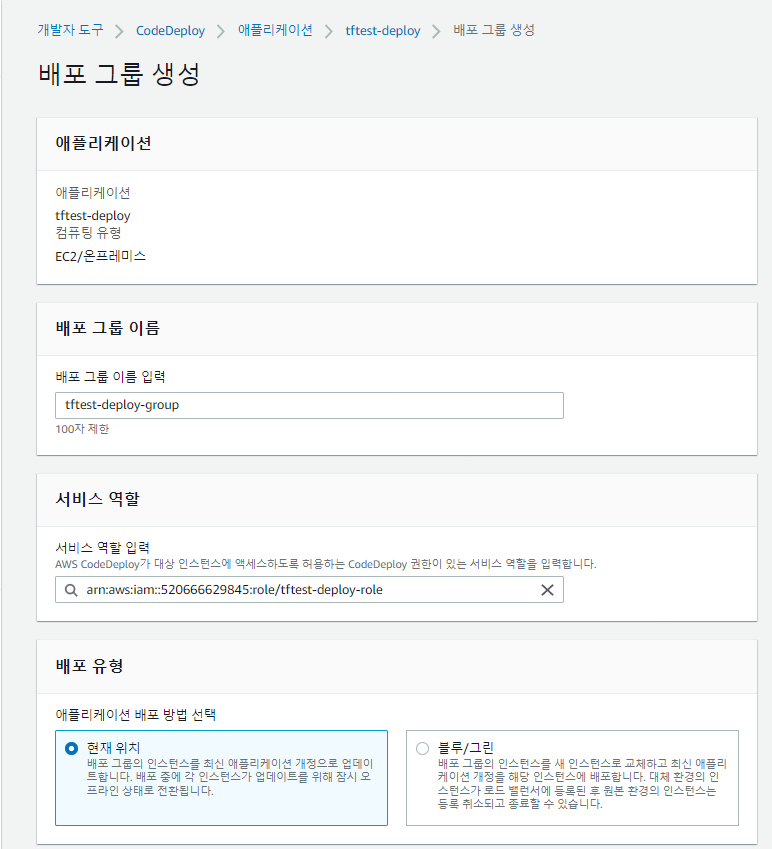 개발자 도구 > CodeDeploy > 애플리케이션 > tftest-deploy > 배포 그룹 생성
배포 그룹 생성
애플리케이션
애플리케이션
tftest-deploy
컴퓨팅 유형
EC2/온프레미스
배포 그룹 이름
배포 그룹 이름 입력
tftest-deploy-group
100자 제한
서비스 역할
서비스 역할 입력
AWS CodeDeploy가 대상 인스턴스에 액세스하도록 허용하는 CodeDeploy 권한이 있는 서비스 역할을 입력합니다.
arn:aws:iam::520666629845:role/tftest-deploy-role
배포 유형
애플리케이션 배포 방법 선택
현재 위치
배포 그룹의 인스턴스를 최신 애플리케이션 개정으로 업데이
트합니다. 배포 중에 각 인스턴스가 업데이트를 위해 잠시 오
프라인 상태로 전환됩니다.
블루/그린
배포 그룹의 인스턴스를 새 인스턴스로 교체하고 최신 애플리
케이션 개정을 해당 인스턴스에 배포합니다. 대체 환경의 인
스턴스가 로드 밸런서에 등록된 후 원본 환경의 인스턴스는
등록 취소되고 종료할 수 있습니다.